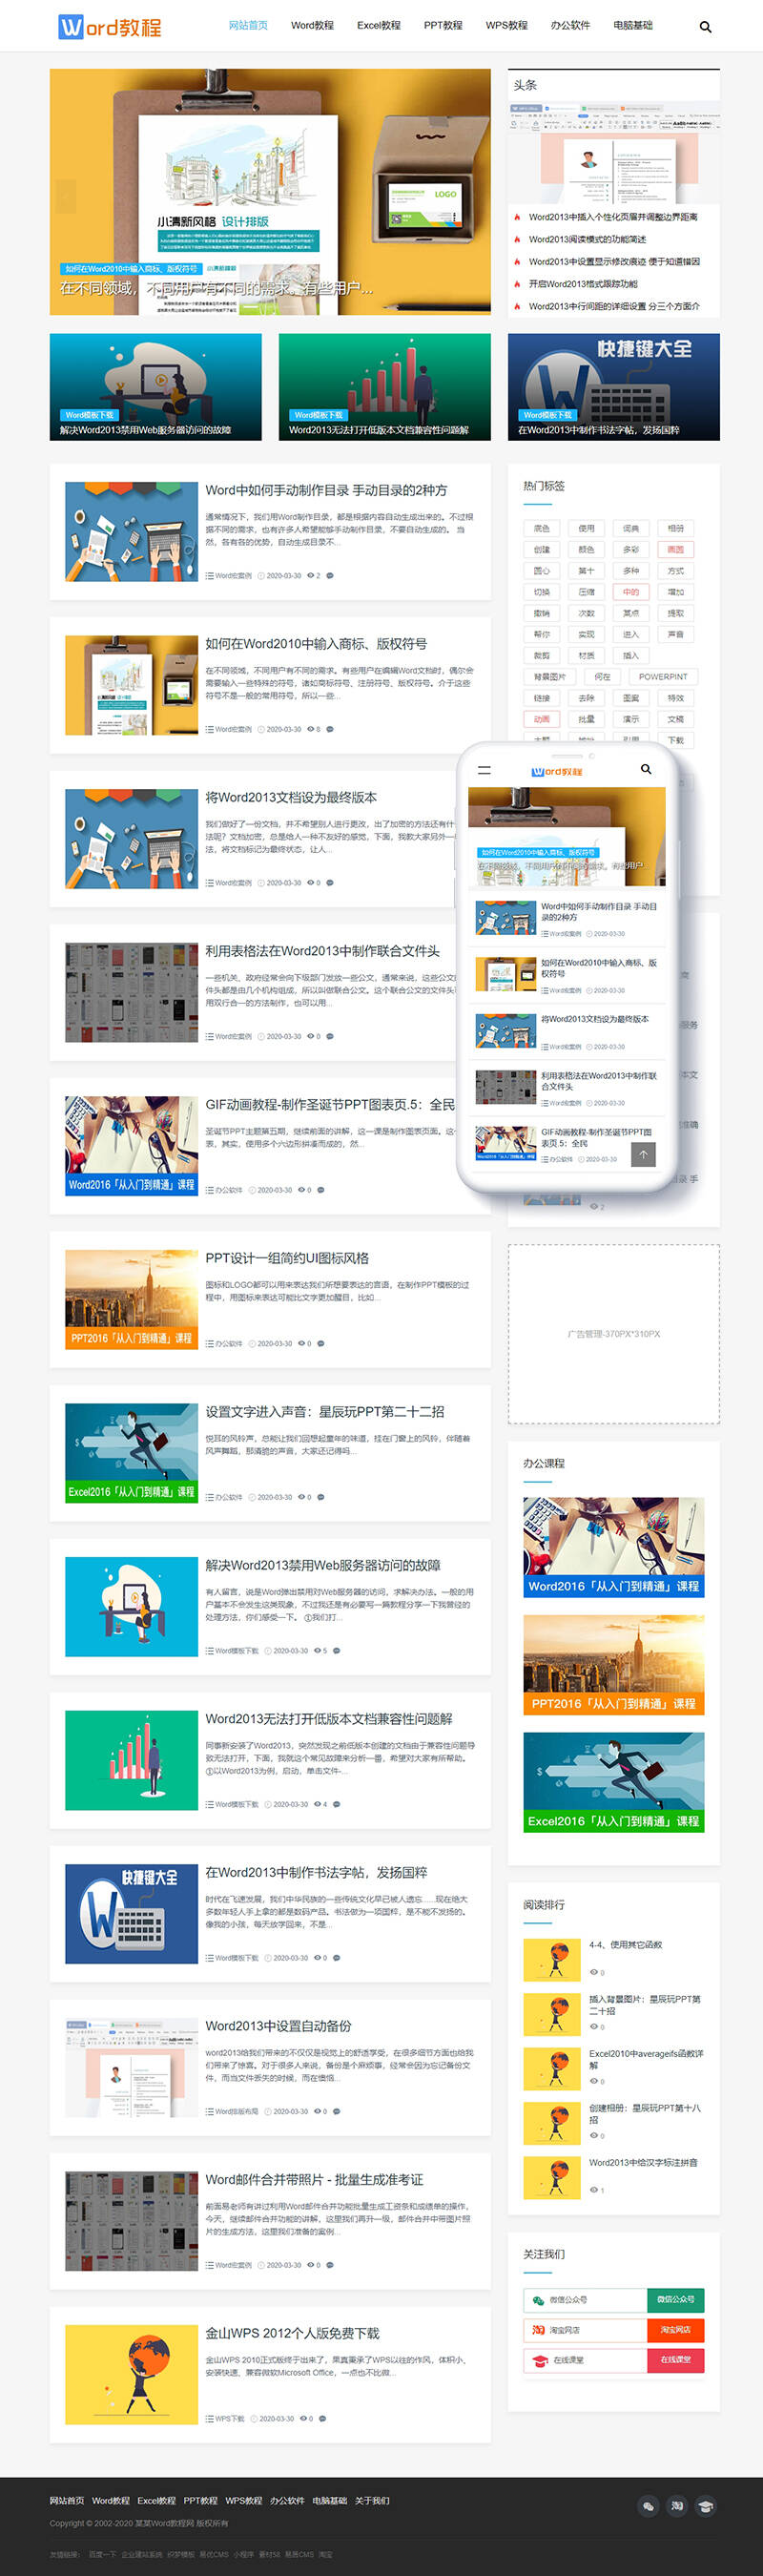 Word教程
网站首页 Word教程 Excel教程 PPT教程 WPS教程 办公软件 电脑基础
小清新风格 设计排版
LOGO
如何在Word2010中输入商标、版权符号
在不同领域，不同用户有不同的需求。有些用户...
头条
Word2013中插入个性化页眉并调整边界距离
Word2013阅读模式的功能简述
Word2013中设置显示修改痕迹 便于知道错因
开启Word2013格式跟踪功能
Word2013中行间距的详细设置 分三个方面介
Word模板下载
解决Word2013禁用Web服务器访问的故障
Word模板下载
Word2013无法打开低版本文档兼容性问题解
快捷键大全
Word模板下载
在Word2013中制作书法字帖，发扬国粹
Word中如何手动制作目录 手动目录的2种方
通常情况下，我们用Word制作目录，都是根据内容自动生成出来的。不过根
据不同的需求，也有许多人希望能够手动制作目录，不要自动生成的。 当
然，各有各的优势，自动生成目录不...
Word宏案例 2020-03-30 2
如何在Word2010中输入商标、版权符号
在不同领域，不同用户有不同的需求。有些用户在编辑Word文档时，偶尔会
需要输入一些特殊的符号，诸如商标符号、注册符号、版权符号。介于这些
符号不是一般的常用符号，所以一些...
Word宏案例 2020-03-30 8
将Word2013文档设为最终版本
我们做好了一份文档，并不希望别人进行更改，出了加密的方法还有什
法呢？文档加密，总是给人一种不友好的感觉，下面，我教大家另外一
法，将文档标记为最终状态，让人...
Word宏案例 2020-03-30 0
利用表格法在Word2013中制作联合文件头
一些机关、政府经常会向下级部门发放一些公文，通常来说，这些公文
件头都是由几个机构组成，所以叫做联合公文。这个联合公文的文件头
用双行合一的方法制作，也可以用...
Word宏案例 2020-03-30 0
GIF动画教程-制作圣诞节PPT图表页.5：全民
圣诞节PPT主题第五期，继续前面的讲解，这一课是制作图表页面。这
表，其实，使用多个六边形拼凑而成的，然...
Word2016「从入门到精通」课程
办公软件 2020-03-30 0
PPT设计一组简约UI图标风格
图标和LOGO都可以用来表达我们所想要表达的言语，在制作PPT模板的过
程中，用图标来表达可能比文字更加醒目，比如...
PPT2016「从入门到精通」课程
办公软件 2020-03-30 0
设置文字进入声音：星辰玩PPT第二十二招
悦耳的风铃声，总能让我们回想起童年的味道，挂在门窗上的风铃，伴随着
风声舞蹈，那清脆的声音，大家还记得吗...
Excel2016「从入门到精通」课程
办公软件 2020-03-30 0
解决Word2013禁用Web服务器访问的故障
有人留言，说是Word弹出禁用对Web服务器的访问，求解决办法。一般的用
户基本不会发生这类现象，不过我还是有必要写一篇教程分享一下我曾经的
处理方法，你们感受一下。 ①我们打...
Word模板下载 2020-03-30 5
Word2013无法打开低版本文档兼容性问题解
同事新安装了Word2013，突然发现之前低版本创建的文档由于兼容性问题导
致无法打开，下面，我就这个常见故障来分析一番，希望对大家有所帮助。
①以Word2013为例，启动，单击文件-...
Word模板下载 2020-03-30 4
在Word2013中制作书法字帖，发扬国粹
时代在飞速发展，我们中华民族的一些传统文化早已被人遗忘......现在绝大
多数年轻人手上拿的都是数码产品。书法做为一项国粹，是不能不发扬的。
像我的小孩，每天放学回来，不是...
快捷键大全
Word模板下载 2020-03-30 0
Word2013中设置自动备份
word2013给我们带来的不仅仅是视觉上的舒适享受，在很多细节方面也给我
们带来了惊喜。对于很多人来说，备份是个麻烦事，经常会因为忘记备份文
件，而当文件丢失的时候，而在懊恼...
Word排版布局 2020-03-30 0
Word邮件合并带照片 - 批量生成准考证
前面易老师有讲过利用Word邮件合并功能批量生成工资条和成绩单的操作，
今天，继续邮件合并功能的讲解，这里我们再升一级，邮件合并中带图片照
片的生成方法，这里我们准备的案例...
Word宏案例 2020-03-30 0
金山WPS 2012个人版免费下载
金山WPS 2010正式版终于出来了，果真秉承了WPS以往的作风，体积小、
安装快速、兼容微软Microsoft Office，一点也不比微...
WPS下载 2020-03-30 0
热门标签
底色 使用 词典 相册
创建 颜色 多彩 画圆
圆心 第十 多种 方式
切换 压缩 中的 增加
撤销 次数 某点 提取
帮你 实现 进入 声音
裁剪 材质 插入
背景图片 何在 POWERPINT
链接 去除 图案 特效
动画 批量 演示 文稿
下载
Word教程
如何在Word2010中输入商标、版权符号
在不同领域，不同用户有不同的需求。有些用户
Word中如何手动制作目录 手动目
录的2种方
Word宏案例 2020-03-30
如何在Word2010中输入商标、版
权符号
Word宏案例 2020-03-30
将Word2013文档设为最终版本
Word宏案例 2020-03-30
利用表格法在Word2013中制作联
合文件头
Word宏案例 2020-03-30
GIF动画教程-制作圣诞节PPT图
表页.5：全民
Word2016「从入门到精通」课程
办公软件 2020-03-30
服务
本文
准确
目录 手
2
广告管理-370PX*310PX
办公课程
Word2016「从入门到精通」课程
PPT2016「从入门到精通」课程
Excel2016「从入门到精通」课程
阅读排行
4-4、使用其它函数
0
插入背景图片：星辰玩PPT第
二十招
0
Excel2010中averageifs函数详
解
0
创建相册：星辰玩PPT第十八
招
0
Word2013中给汉字标注拼音
1
关注我们
微信公众号 微信公众号
淘宝网店 淘宝网店
在线课堂 在线课堂
网站首页 Word教程 Excel教程 PPT教程 WPS教程 办公软件 电脑基础 关于我们
Copyright © 2002-2020 某某Word教程网 版权所有
友情链接： 百度一下 企业建站系统 织梦模板 易优CMS 小程序 素材58 易居CMS 淘宝